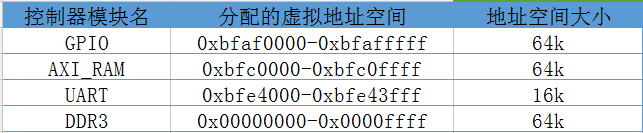 控制器模块名 分配的虚拟地址空间 地址空间大小
GPIO 0xbfaf0000-0xbfafffff 64k
AXI_RAM 0xbfc0000-0xbfc0ffff 64k
UART 0xbfe4000-0xbfe43fff 16k
DDR3 0x00000000-0x0000ffff 64k